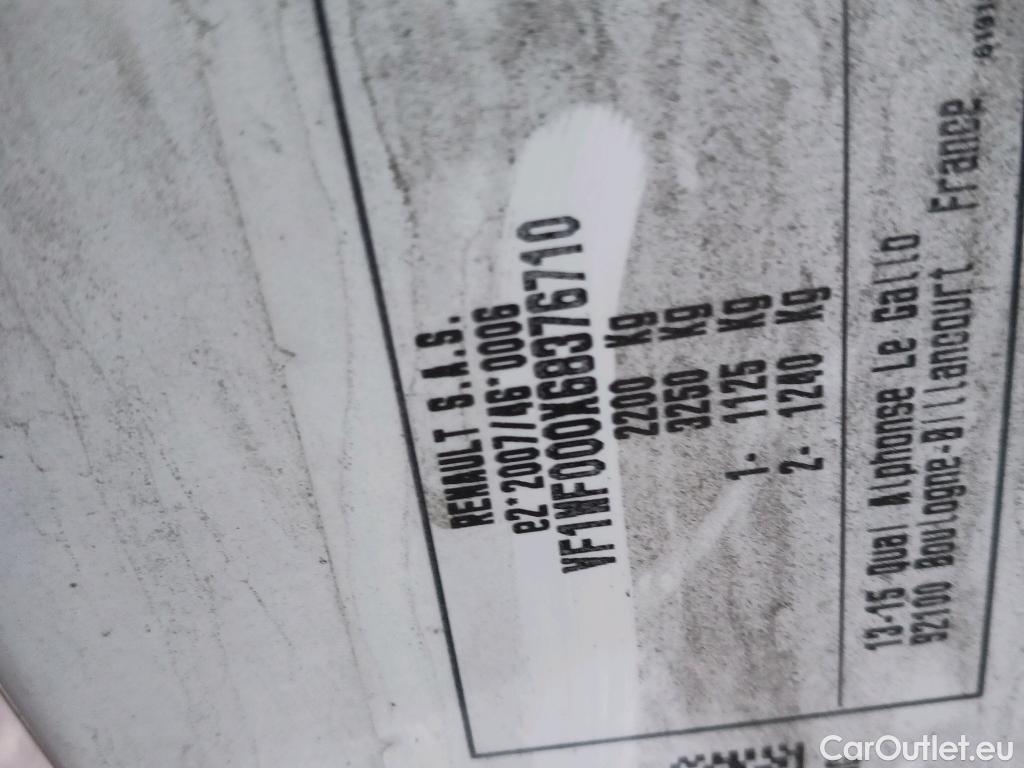 RENAULT S.A.S.
e2*2007/46*0006
VF1MF000X68376710
2200 Kg
3250 Kg
1- 1125 Kg
2- 1240 Kg
13-15 Quai Alphonse Le Gallo
92100 Boulogne-Billancourt France
CarOutlet.eu